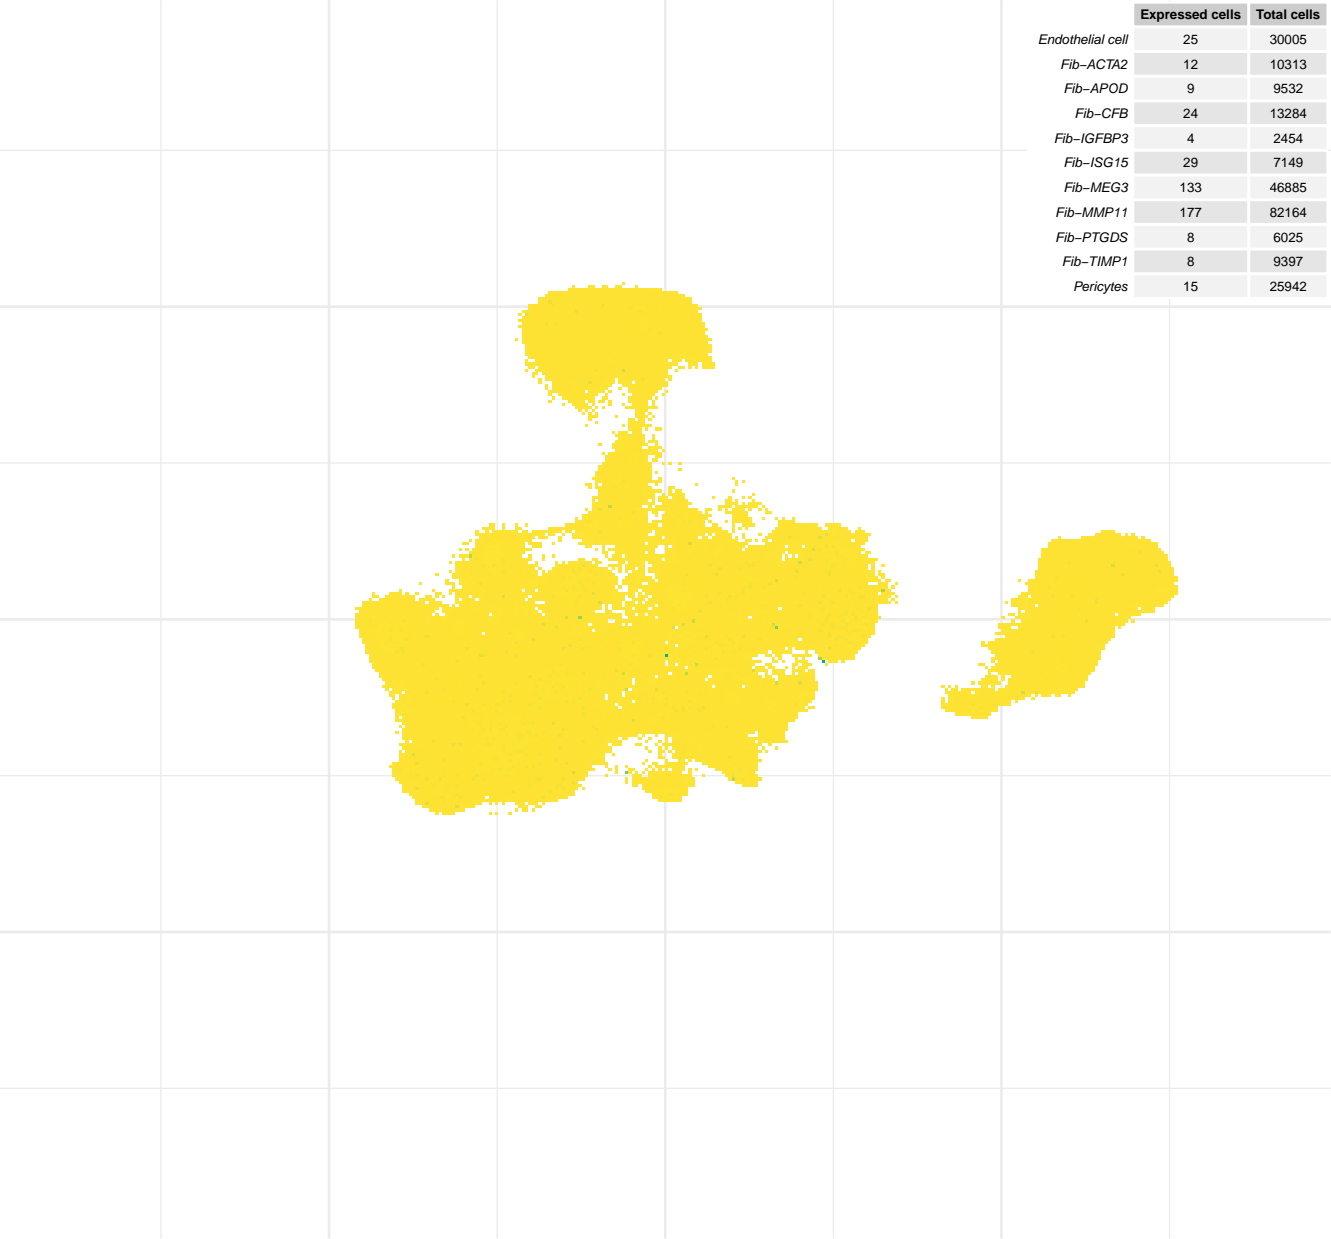 Expressed cells Total cells
Endothelial cell 25 30005
Fib−ACTA2 12 10313
Fib−APOD 9 9532
Fib−CFB 24 13284
Fib−IGFBP3 4 2454
Fib−ISG15 29 7149
Fib−MEG3 133 46885
Fib−MMP11 177 82164
Fib−PTGDS 8 6025
Fib−TIMP1 8 9397
Pericytes 15 25942